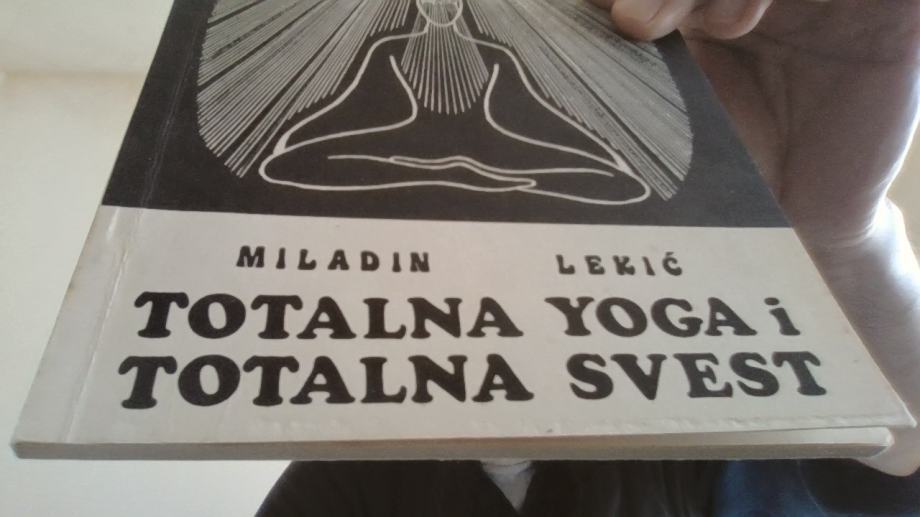 MILADIN LEKIĆ
TOTALNA YOGA i
TOTALNA SVEST